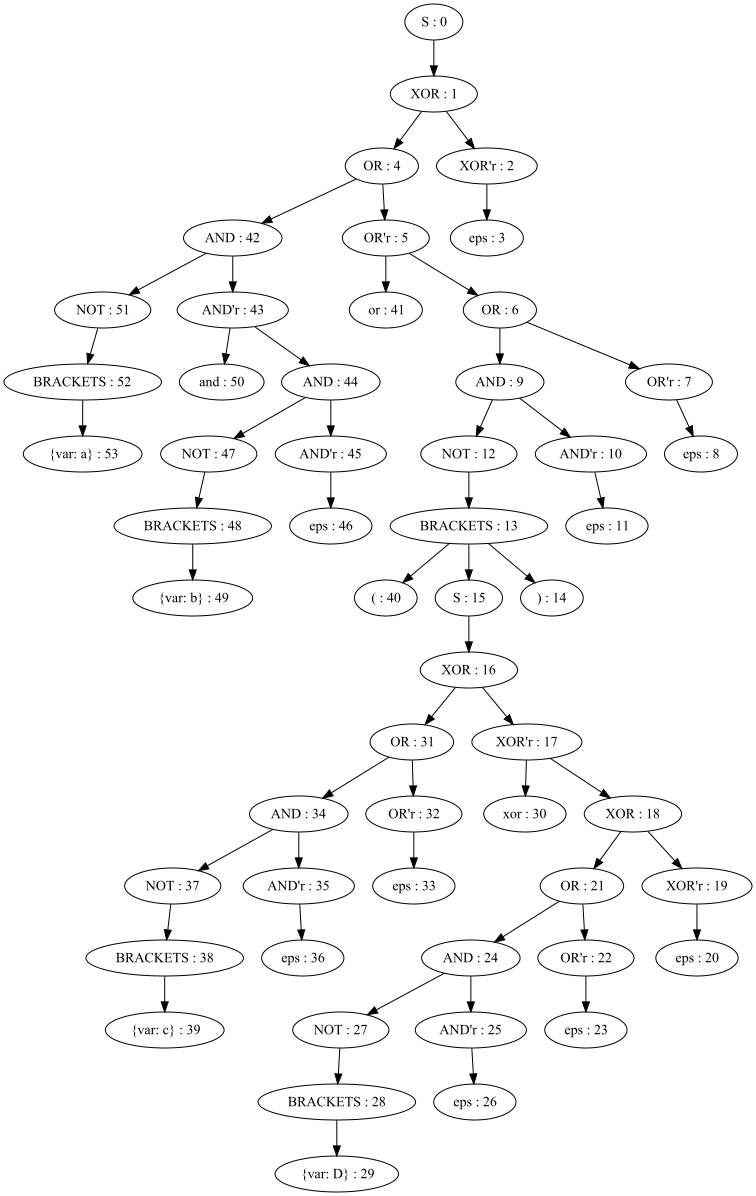 S : 0
XOR : 1
OR : 4 XOR'r : 2
AND : 42 OR'r : 5 eps : 3
NOT : 51 AND'r : 43 or : 41 OR : 6
BRACKETS : 52 and : 50 AND : 44 AND : 9 OR'r : 7
{var: a} : 53 NOT : 47 AND'r : 45 NOT : 12 AND'r : 10 eps : 8
BRACKETS : 48 eps : 46 BRACKETS : 13 eps : 11
{var: b} : 49 ( : 40 S : 15 ) : 14
XOR : 16
OR : 31 XOR'r : 17
AND : 34 OR'r : 32 xor : 30 XOR : 18
NOT : 37 AND'r : 35 eps : 33 OR : 21 XOR'r : 19
BRACKETS : 38 eps : 36 AND : 24 OR'r : 22 eps : 20
{var: c} : 39 NOT : 27 AND'r : 25 eps : 23
BRACKETS : 28 eps : 26
{var: D} : 29